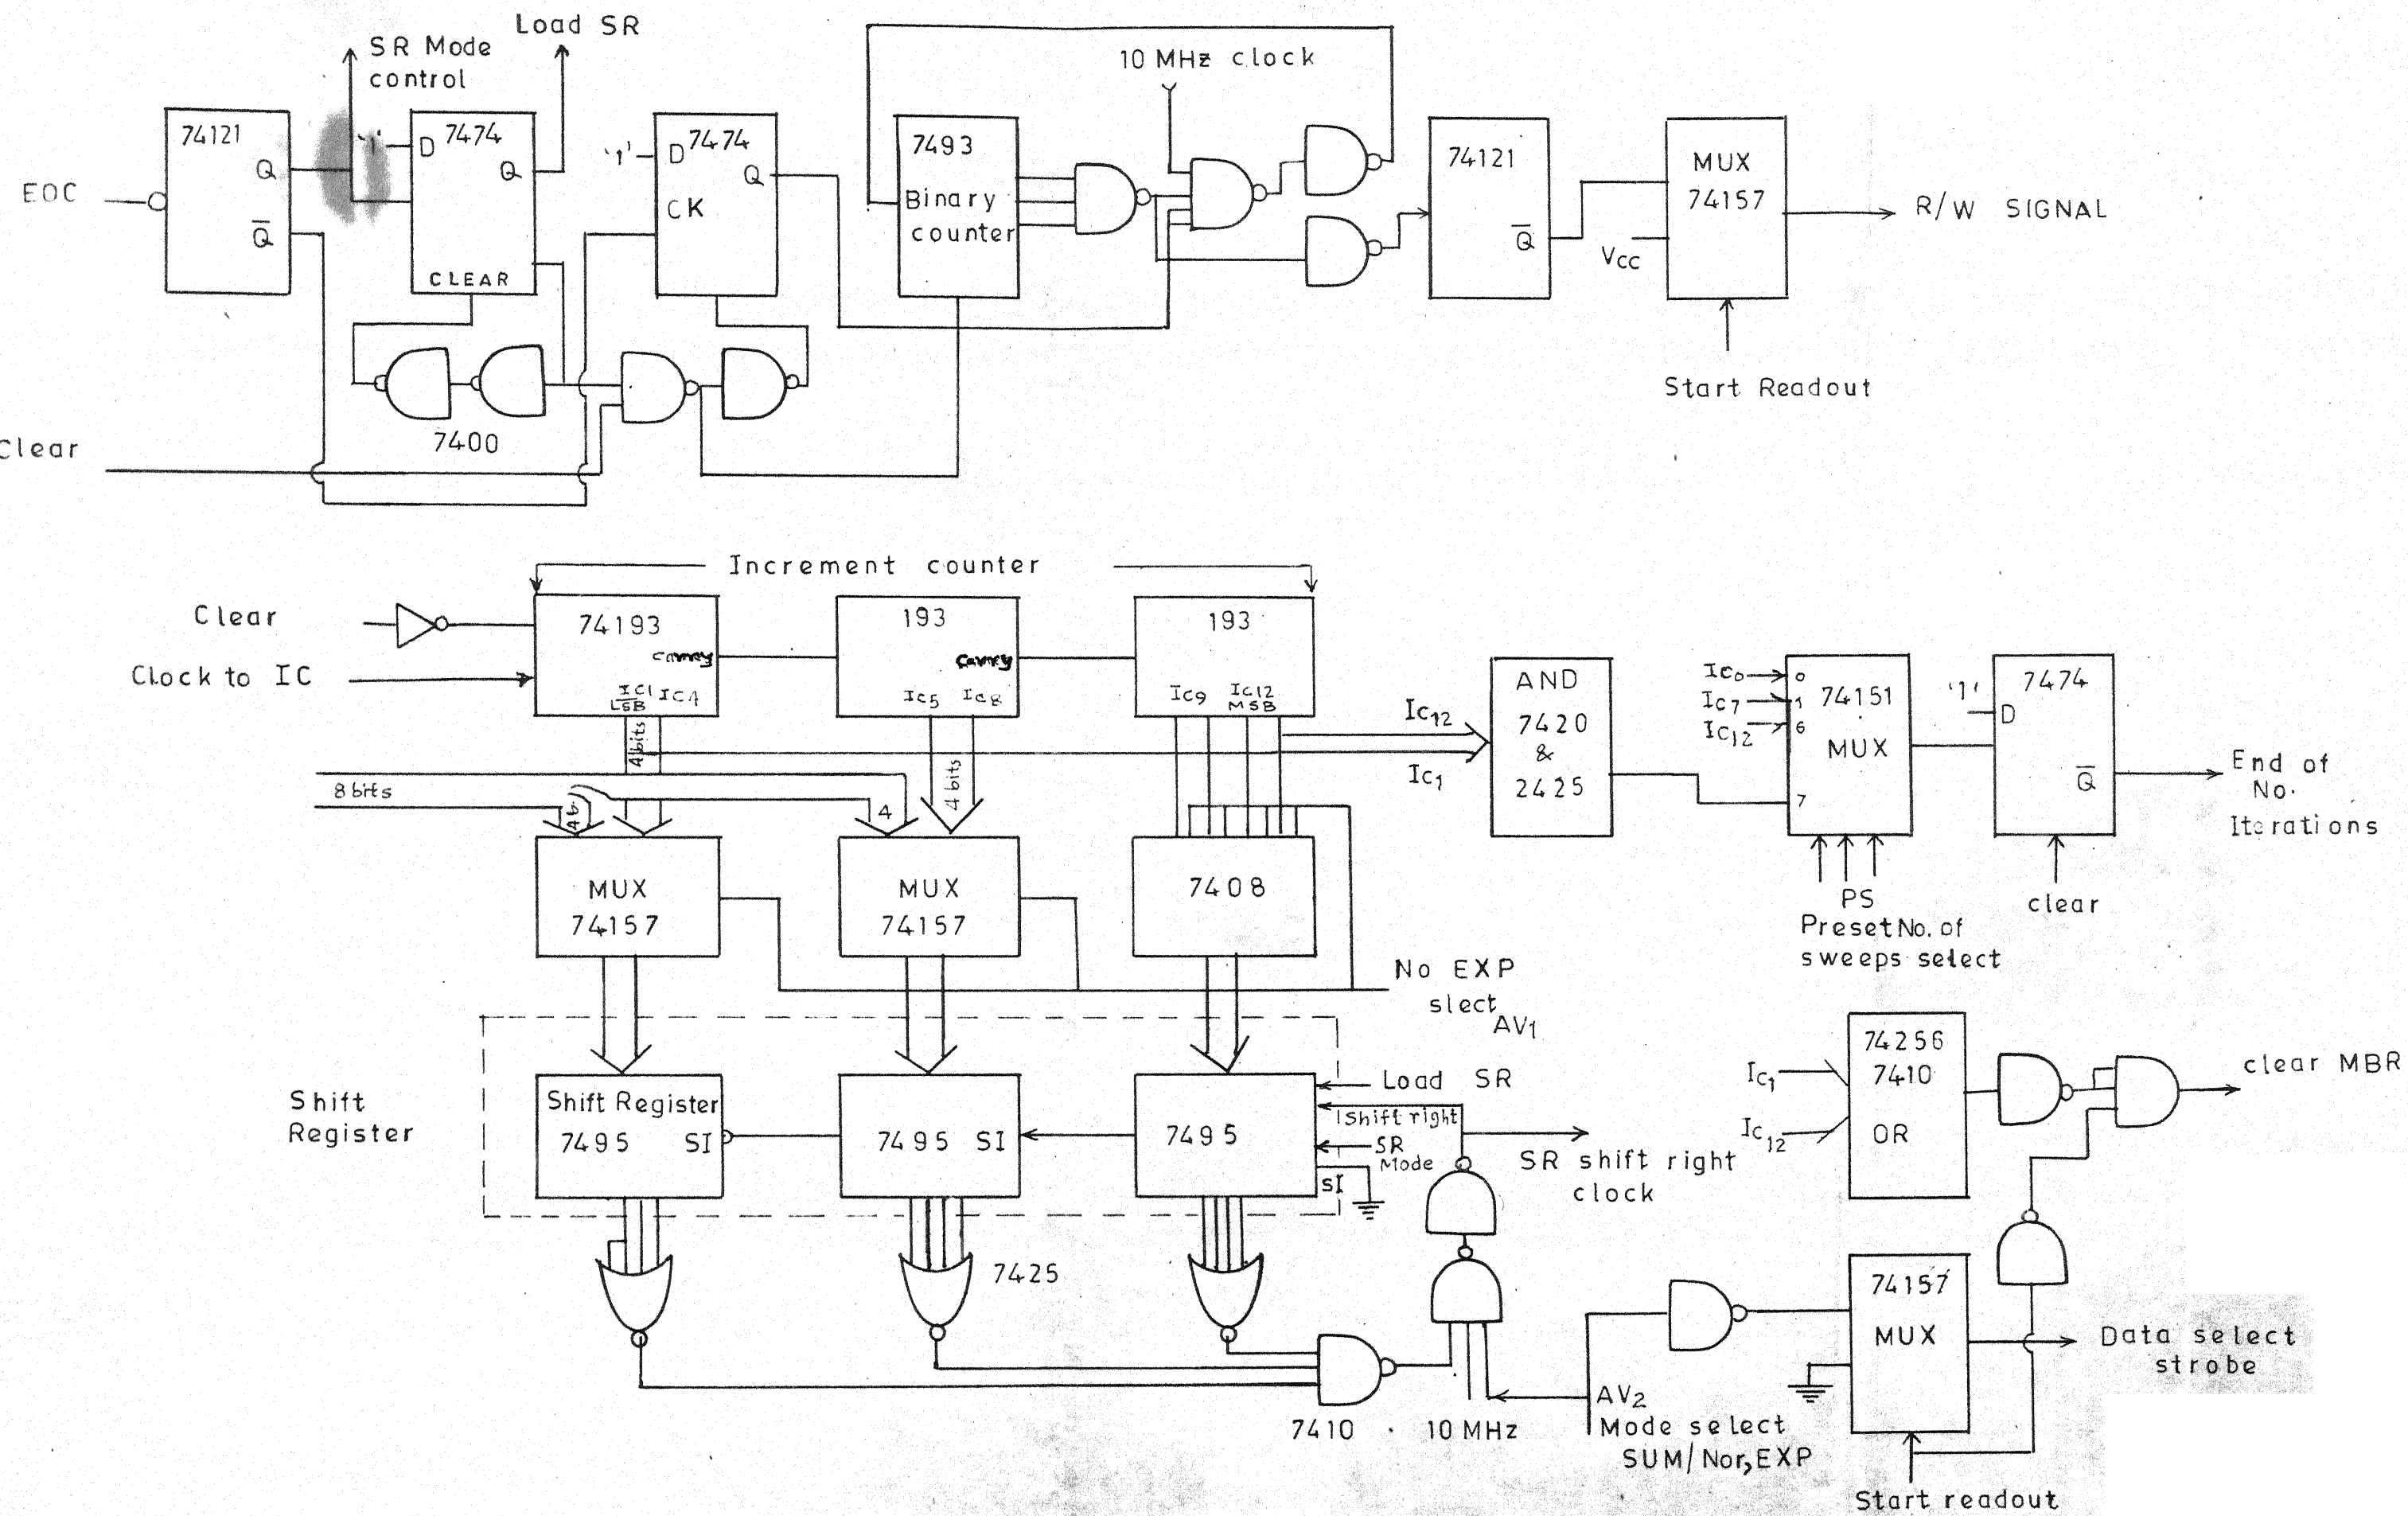 Load SR
SR Mode
control
10 MHz clock
74121
Q
Q̅
EOC
'1'
D
7474
Q
CLEAR
'1'
D
7474
Q
CK
7493
Binary
counter
74121
Q̅
MUX
74157
Vcc
R/W SIGNAL
Start Readout
7400
Clear
Increment counter
Clear
Clock to IC
74193
carry
IC1
LSB
IC4
193
carry
Ic5
Ic8
193
Ic9
Ic12
MSB
4 bits
4 bits
8 bits
4b
4
Ic12
Ic1
AND
7420
&
2425
Ic0
0
Ic7
1
Ic12
6
7
74151
MUX
'1'
D
7474
Q̅
End of
No.
Iterations
PS
Preset No. of
sweeps select
clear
MUX
74157
MUX
74157
7408
No EXP
slect
AV1
Shift
Register
Shift Register
7495
SI
7495
SI
7495
Load SR
Shift right
SR
Mode
SI
SR shift right
clock
Ic1
Ic12
74256
7410
OR
clear MBR
7425
7410
10 MHz
AV2
Mode select
SUM/Nor,EXP
74157
MUX
Data select
strobe
Start readout